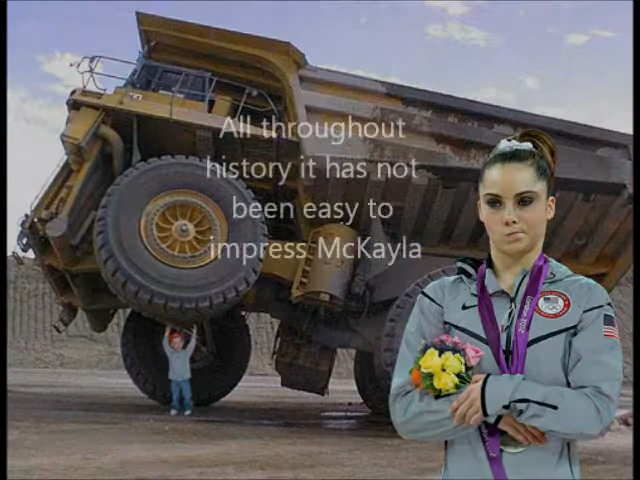 All throughout
history it has not
been easy to
impress McKayla